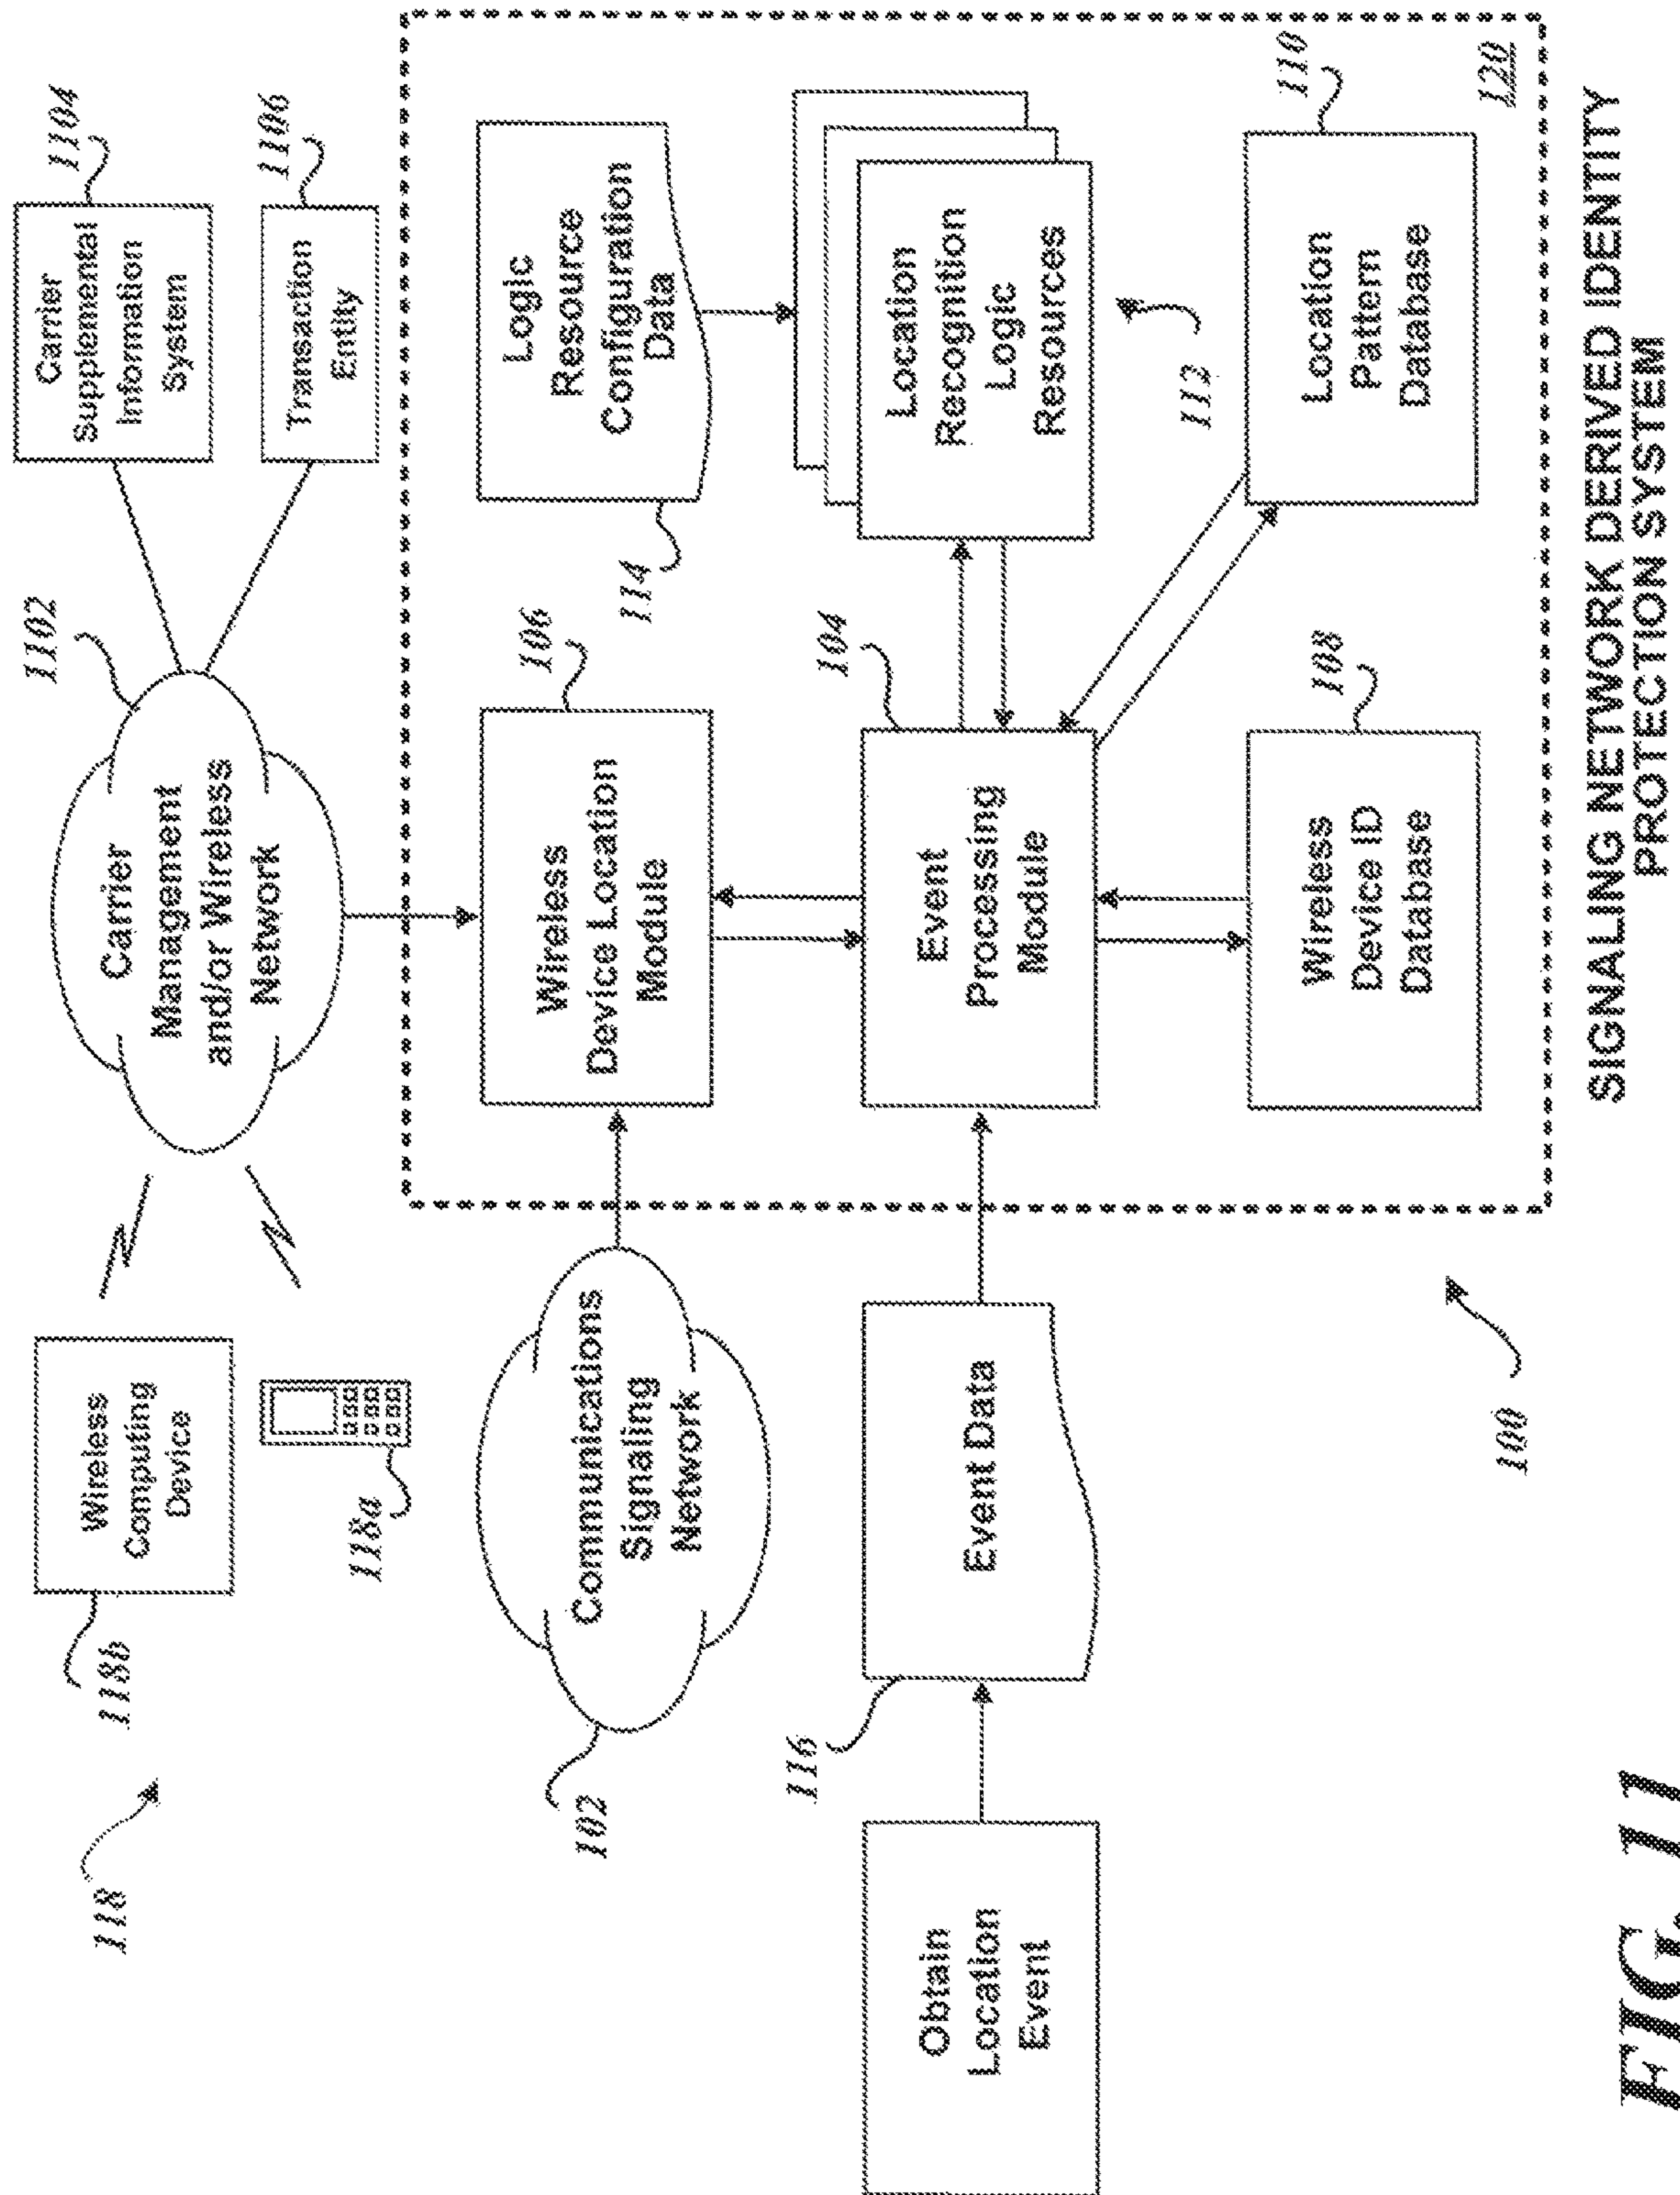 118
118b
Wireless
Computing
Device
118a
1102
Carrier
Management
and/or Wireless
Network
1104
Carrier
Supplemental
Information
System
1106
Transaction
Entity
102
Communications
Signaling
Network
106
Wireless
Device Location
Module
114
Logic
Resource
Configuration
Data
Obtain
Location
Event
116
Event Data
104
Event
Processing
Module
Location
Recognition
Logic
Resources
112
108
Wireless
Device ID
Database
110
Location
Pattern
Database
120
100
SIGNALING NETWORK DERIVED IDENTITY
PROTECTION SYSTEM
FIG. 11